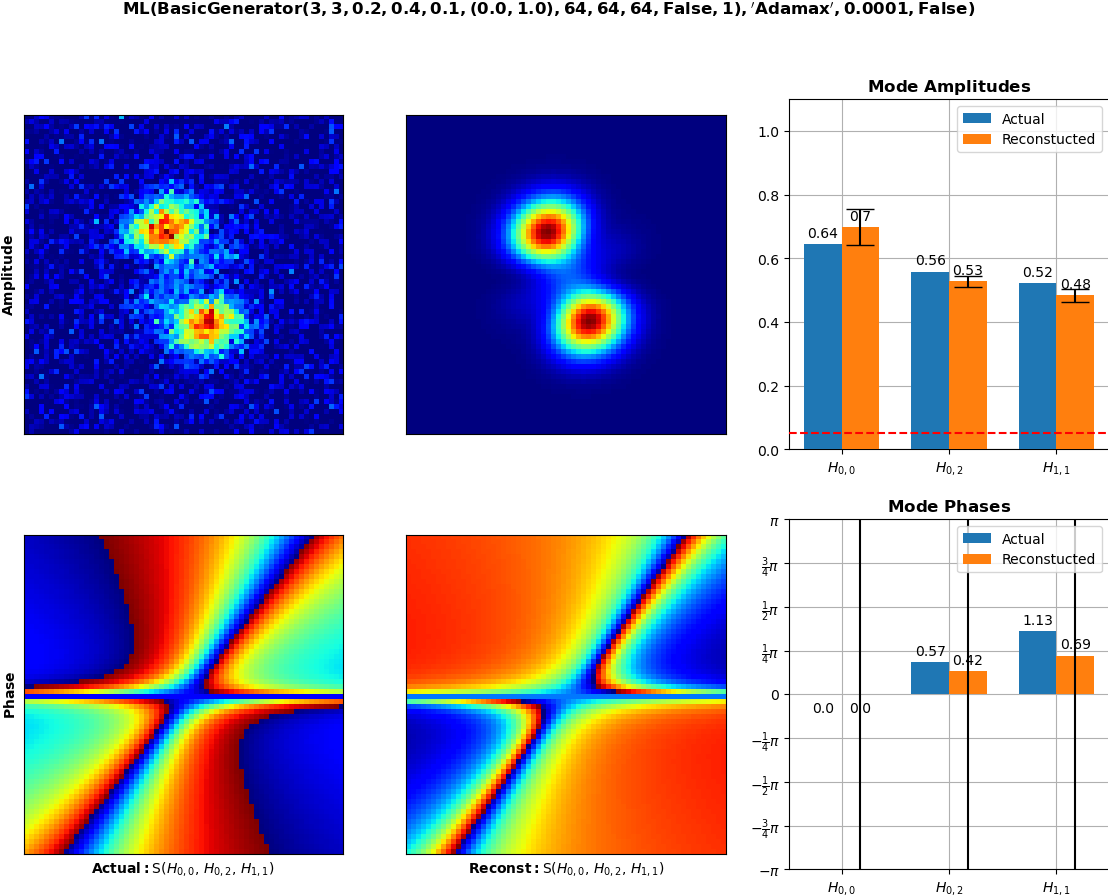 ML(BasicGenerator(3, 3, 0.2, 0.4, 0.1, (0.0, 1.0), 64, 64, 64, False, 1), ′Adamax′, 0.0001, False)
Amplitude
Mode Amplitudes
Actual
Reconstucted
1.0
0.8
0.6
0.4
0.2
0.0
0.64
0.7
0.56
0.53
0.52
0.48
H0,0
H0,2
H1,1
Phase
Actual: S(H0,0, H0,2, H1,1)
Reconst: S(H0,0, H0,2, H1,1)
Mode Phases
Actual
Reconstucted
π
3/4π
1/2π
1/4π
0
−1/4π
−1/2π
−3/4π
−π
0.0
0.0
0.57
0.42
1.13
0.69
H0,0
H0,2
H1,1